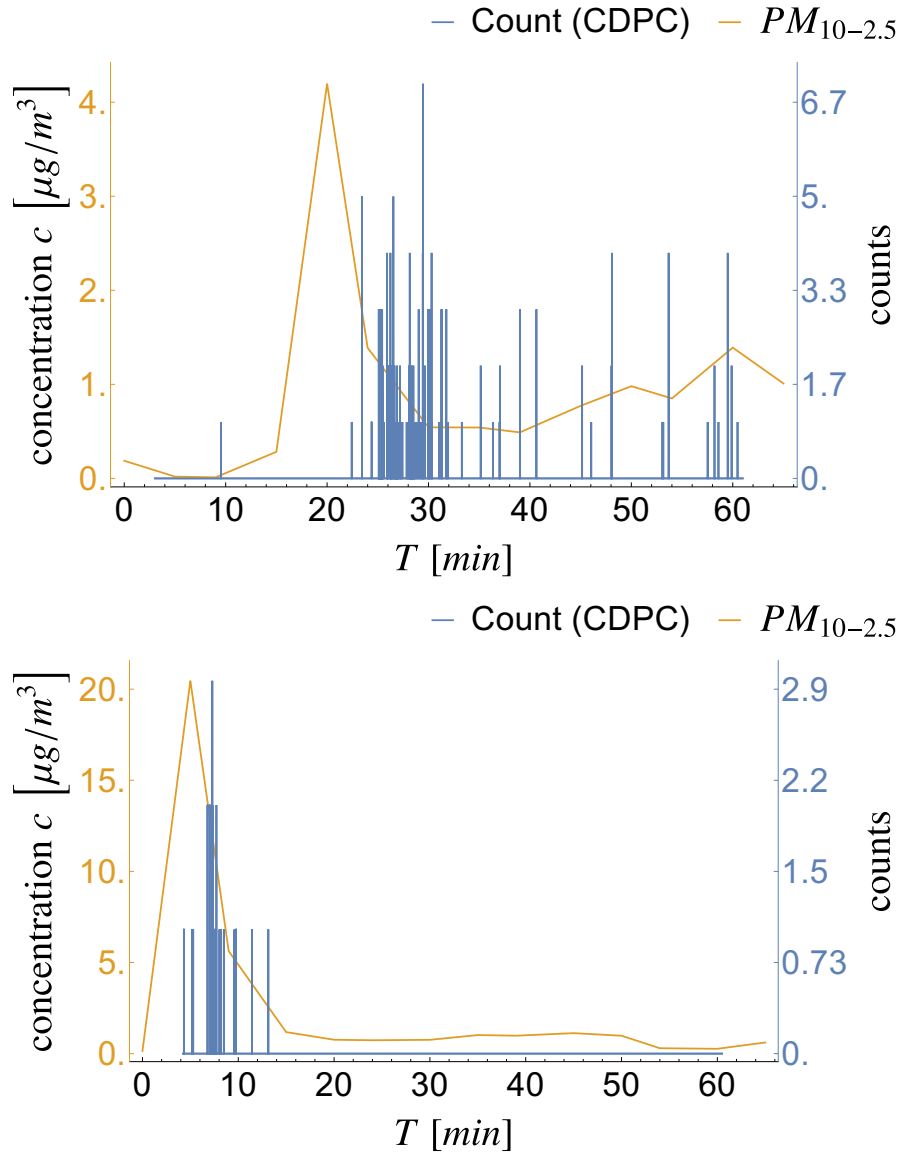 Count (CDPC) PM10−2.5
concentration c [μg/m³]
4. 6.7
3. 5.
2. 3.3
1. 1.7
0. 0.
counts
0 10 20 30 40 50 60
T [min]
Count (CDPC) PM10−2.5
concentration c [μg/m³]
20. 2.9
15. 2.2
10. 1.5
5. 0.73
0. 0.
counts
0 10 20 30 40 50 60
T [min]